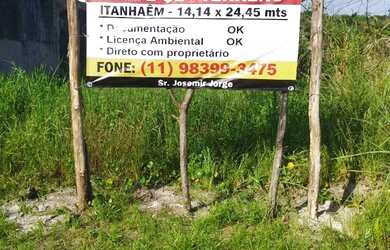 ITANHAÉM - 14,14 x 24,45 mts
* Documentação OK
* Licença Ambiental OK
* Direto com proprietário
FONE: (11) 98399-3475
Sr. Josemir Jorge